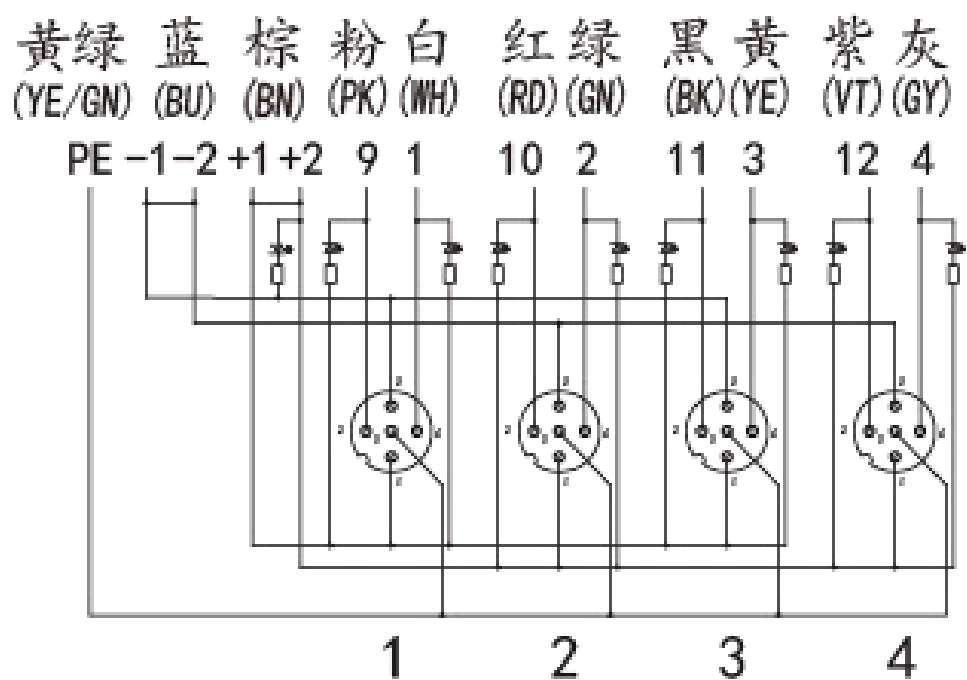 黄绿 蓝 棕 粉 白 红 绿 黑 黄 紫 灰
(YE/GN) (BU) (BN) (PK) (WH) (RD) (GN) (BK) (YE) (VT) (GY)
PE -1 -2 +1 +2 9 1 10 2 11 3 12 4
1 2 3 4